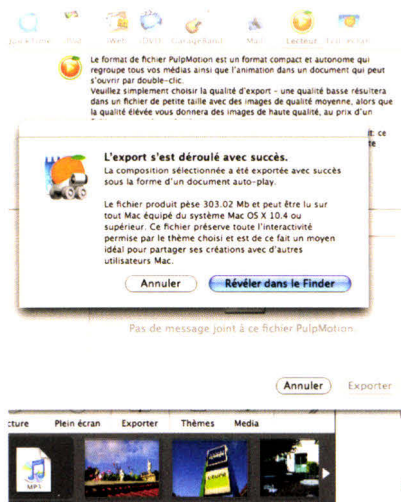 iWeb
iDVD
GarageBand
Mail
Lecteur
Le format de fichier PulpMotion est un format compact et autonome qui
regroupe tous vos médias ainsi que l'animation dans un document qui peut
s'ouvrir par double-clic.
Veuillez simplement choisir la qualité d'export - une qualité basse résultera
dans un fichier de petite taille avec des images de qualité moyenne, alors que
la qualité élévée vous donnera des images de haute qualité, au prix d'un
it: ce
te
L'export s'est déroulé avec succès.
La composition sélectionnée a été exportée avec succès
sous la forme d'un document auto-play.
Le fichier produit pèse 303.02 Mb et peut être lu sur
tout Mac équipé du système Mac OS X 10.4 ou
supérieur. Ce fichier préserve toute l'interactivité
permise par le thème choisi et est de ce fait un moyen
idéal pour partager ses créations avec d'autres
utilisateurs Mac.
Annuler Révéler dans le Finder
Pas de message joint à ce fichier PulpMotion.
Annuler Exporter
cture Plein écran Exporter Thèmes Media
MP3